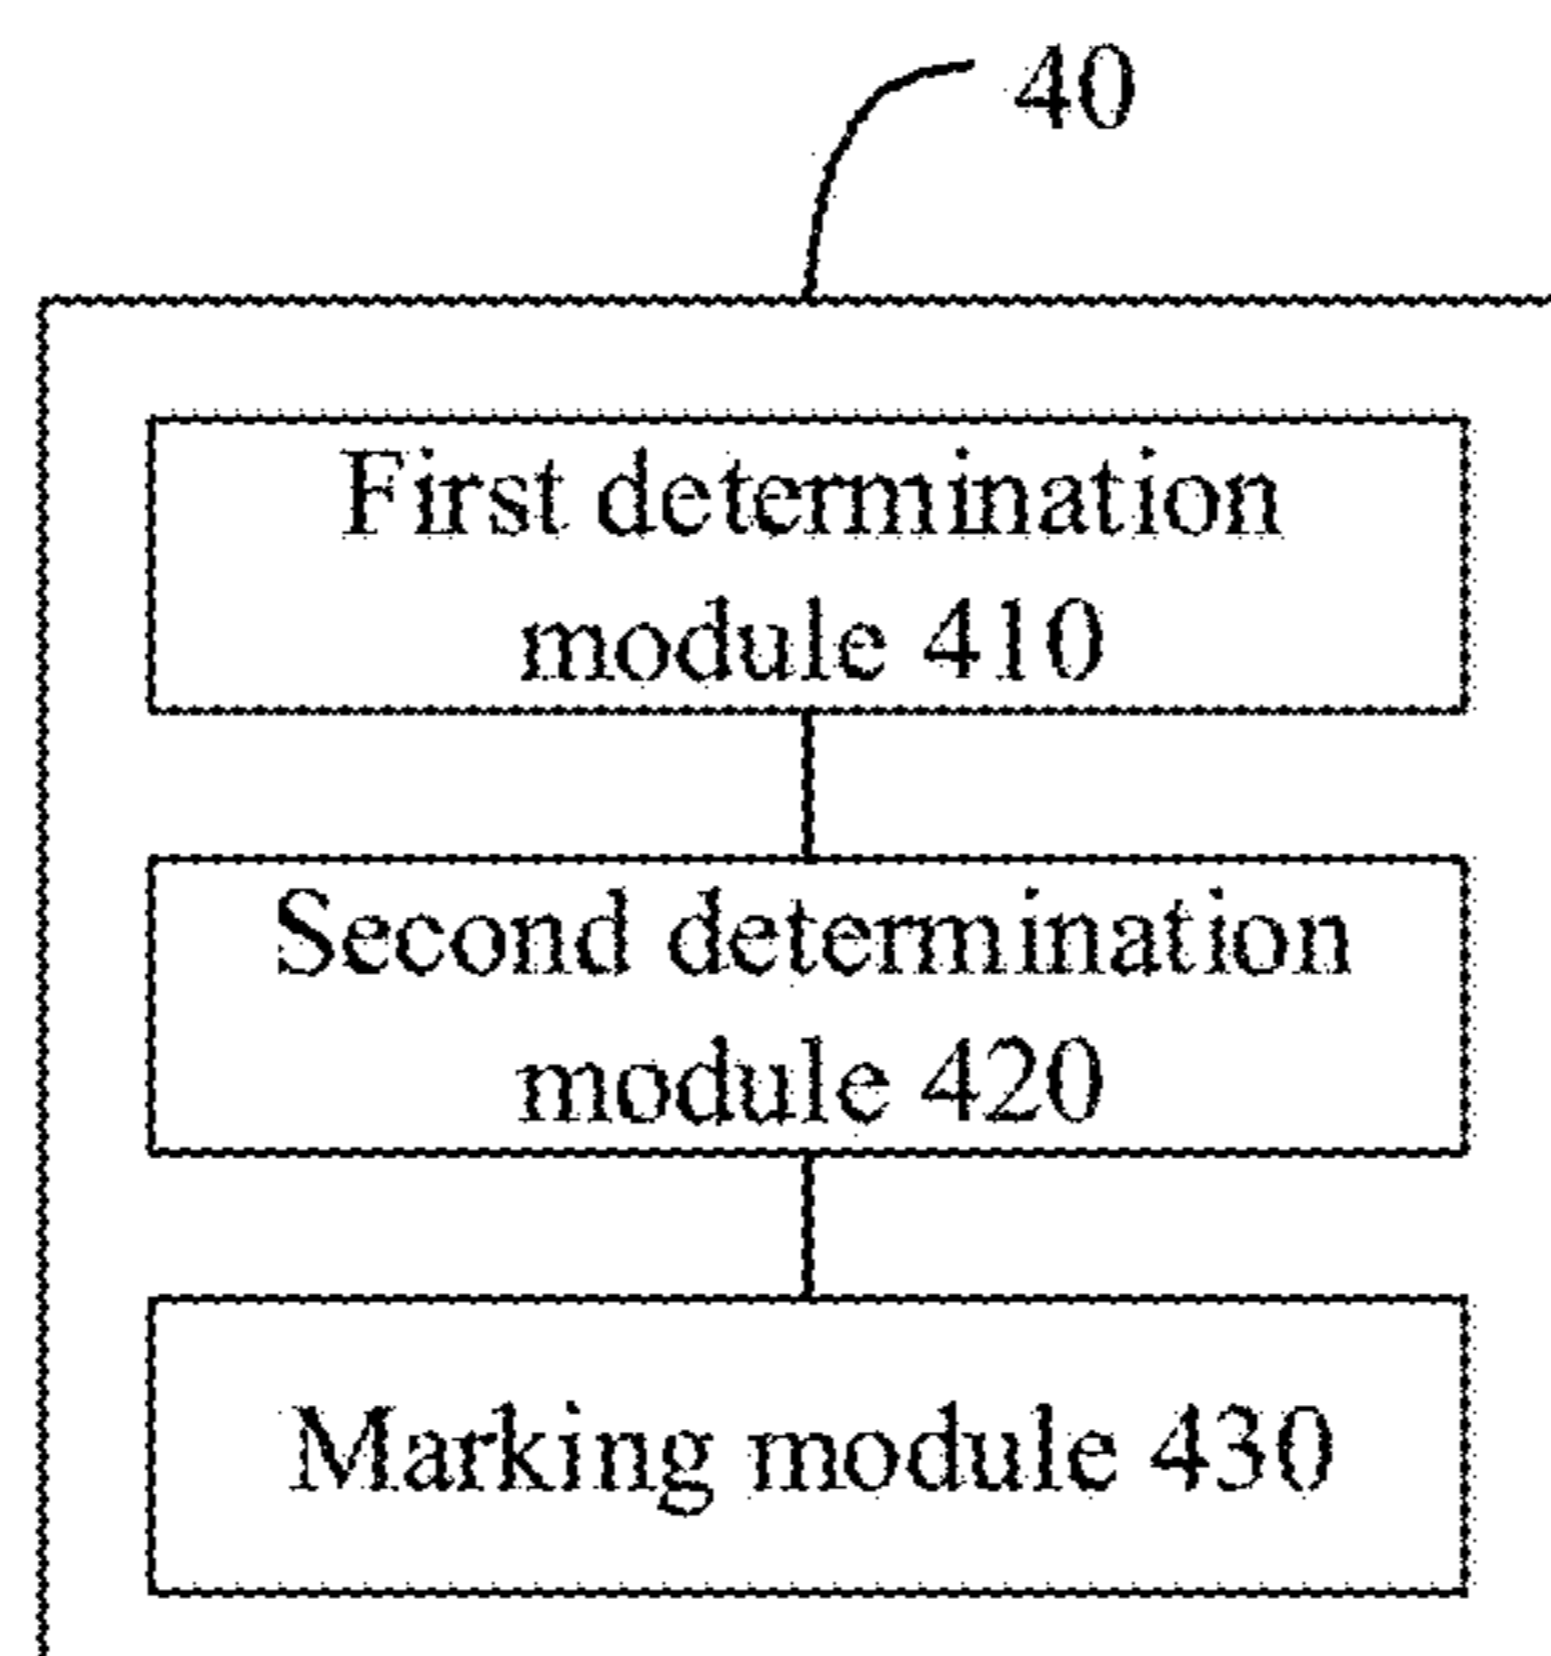 40
First determination
module 410
Second determination
module 420
Marking module 430